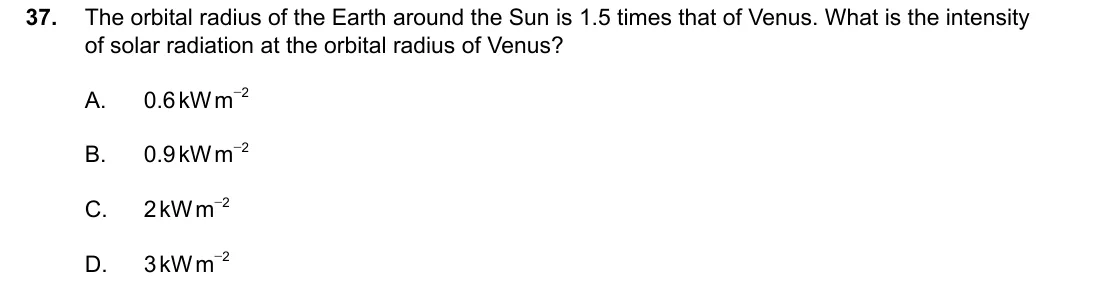 37. The orbital radius of the Earth around the Sun is 1.5 times that of Venus. What is the intensity
of solar radiation at the orbital radius of Venus?
A. 0.6 kW m⁻²
B. 0.9 kW m⁻²
C. 2 kW m⁻²
D. 3 kW m⁻²